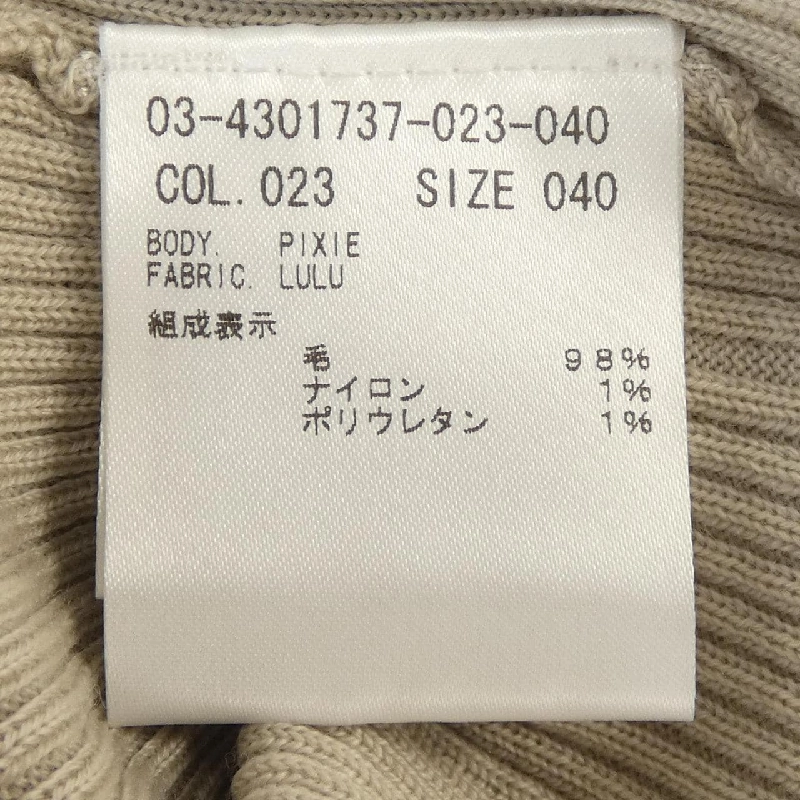 03-4301737-023-040
COL. 023 SIZE 040
BODY. PIXIE
FABRIC. LULU
組成表示
毛 98%
ナイロン 1%
ポリウレタン 1%